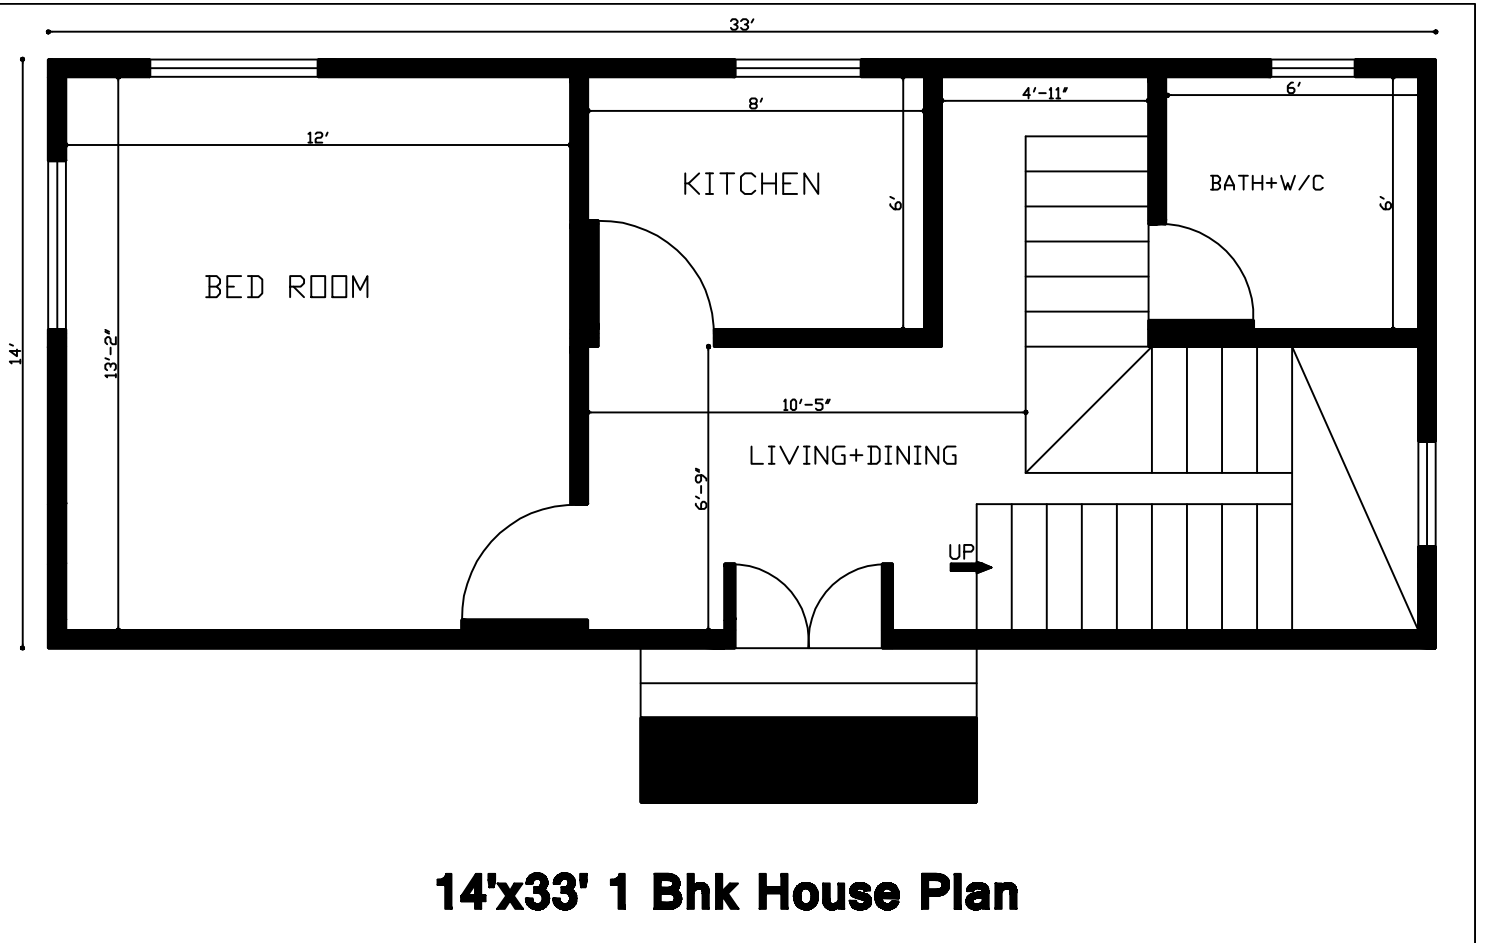 33'
4'-11"
6'
8'
12'
KITCHEN
BATH+W/C
6'
6'
BED ROOM
13'-2"
14'
10'-5"
LIVING+DINING
6'-9"
UP
14'x33' 1 Bhk House Plan